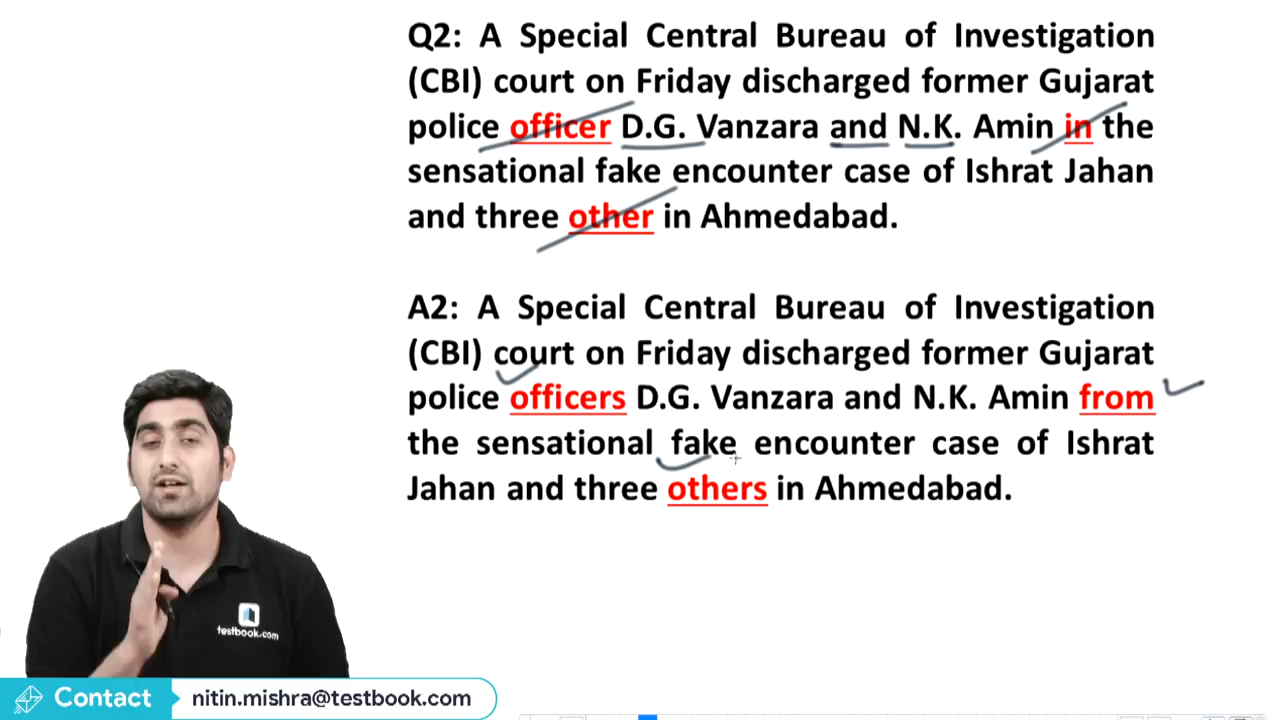 Q2: A Special Central Bureau of Investigation
(CBI) court on Friday discharged former Gujarat
police officer D.G. Vanzara and N.K. Amin in the
sensational fake encounter case of Ishrat Jahan
and three other in Ahmedabad.
A2: A Special Central Bureau of Investigation
(CBI) court on Friday discharged former Gujarat
police officers D.G. Vanzara and N.K. Amin from
the sensational fake encounter case of Ishrat
Jahan and three others in Ahmedabad.
testbook.com
Contact nitin.mishra@testbook.com